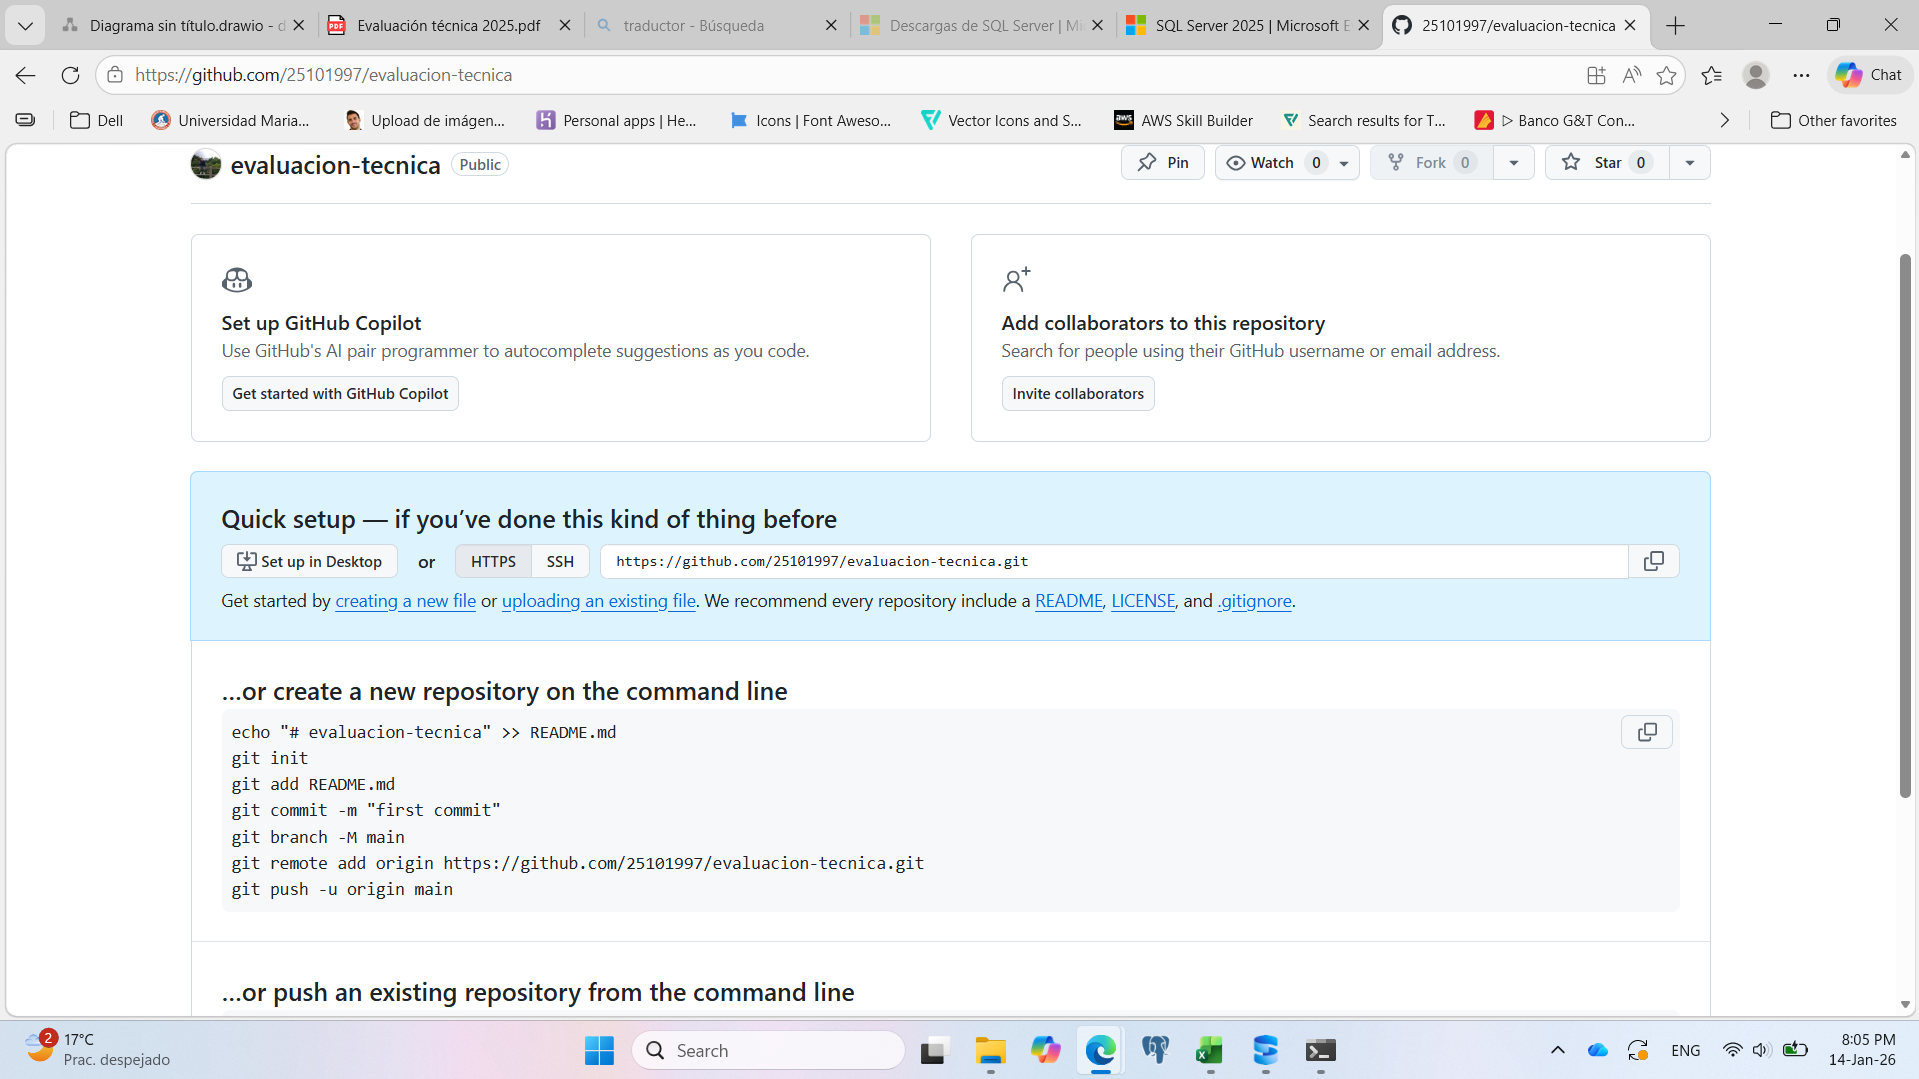 Diagrama sin título.drawio - d
Evaluación técnica 2025.pdf
traductor - Búsqueda
Descargas de SQL Server | Mi
SQL Server 2025 | Microsoft E
25101997/evaluacion-tecnica
https://github.com/25101997/evaluacion-tecnica
Chat
Dell
Universidad Maria...
Upload de imágen...
Personal apps | He...
Icons | Font Aweso...
Vector Icons and S...
AWS Skill Builder
Search results for T...
▷ Banco G&T Con...
Other favorites
evaluacion-tecnica
Public
Pin
Watch 0
Fork 0
Star 0
Set up GitHub Copilot
Use GitHub's AI pair programmer to autocomplete suggestions as you code.
Get started with GitHub Copilot
Add collaborators to this repository
Search for people using their GitHub username or email address.
Invite collaborators
Quick setup — if you’ve done this kind of thing before
Set up in Desktop or HTTPS SSH https://github.com/25101997/evaluacion-tecnica.git
Get started by creating a new file or uploading an existing file. We recommend every repository include a README, LICENSE, and .gitignore.
…or create a new repository on the command line
echo "# evaluacion-tecnica" >> README.md
git init
git add README.md
git commit -m "first commit"
git branch -M main
git remote add origin https://github.com/25101997/evaluacion-tecnica.git
git push -u origin main
…or push an existing repository from the command line
2
17°C
Prac. despejado
Search
ENG
8:05 PM
14-Jan-26